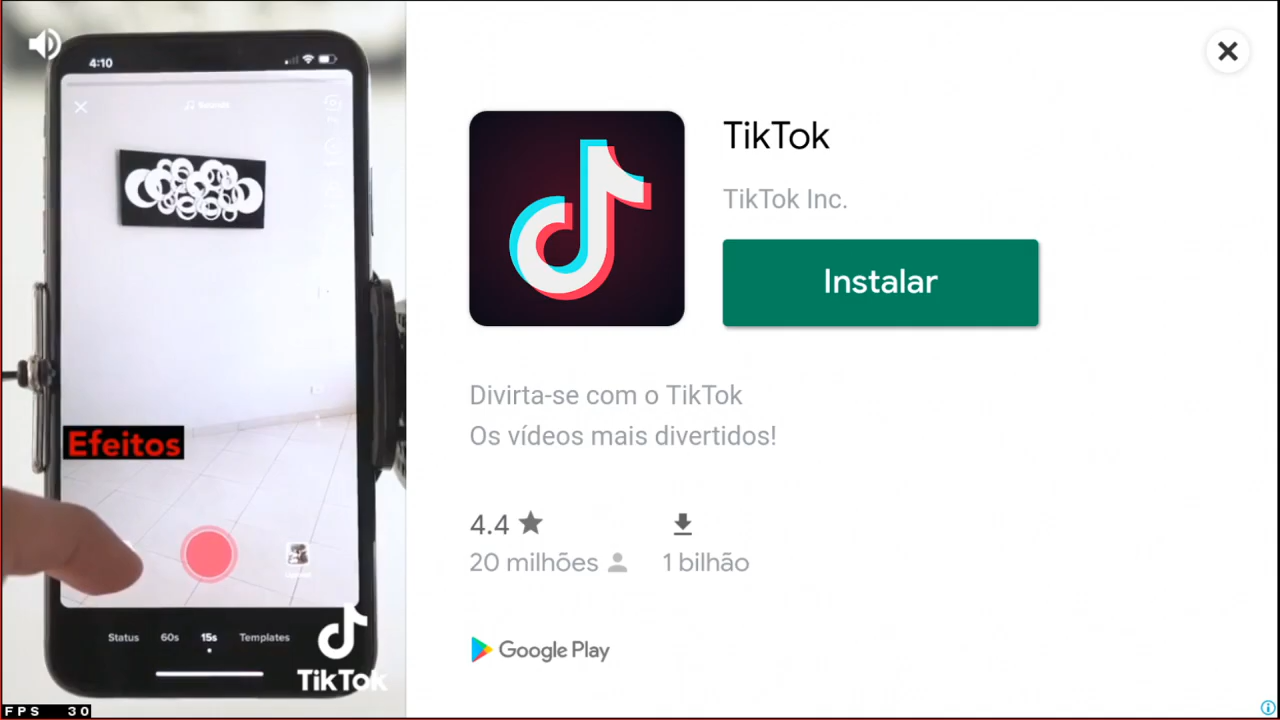 4:10
Sounds
Efeitos
Status 60s 15s Templates
TikTok
FPS 30
TikTok
TikTok Inc.
Instalar
Divirta-se com o TikTok
Os vídeos mais divertidos!
4.4
20 milhões 1 bilhão
Google Play